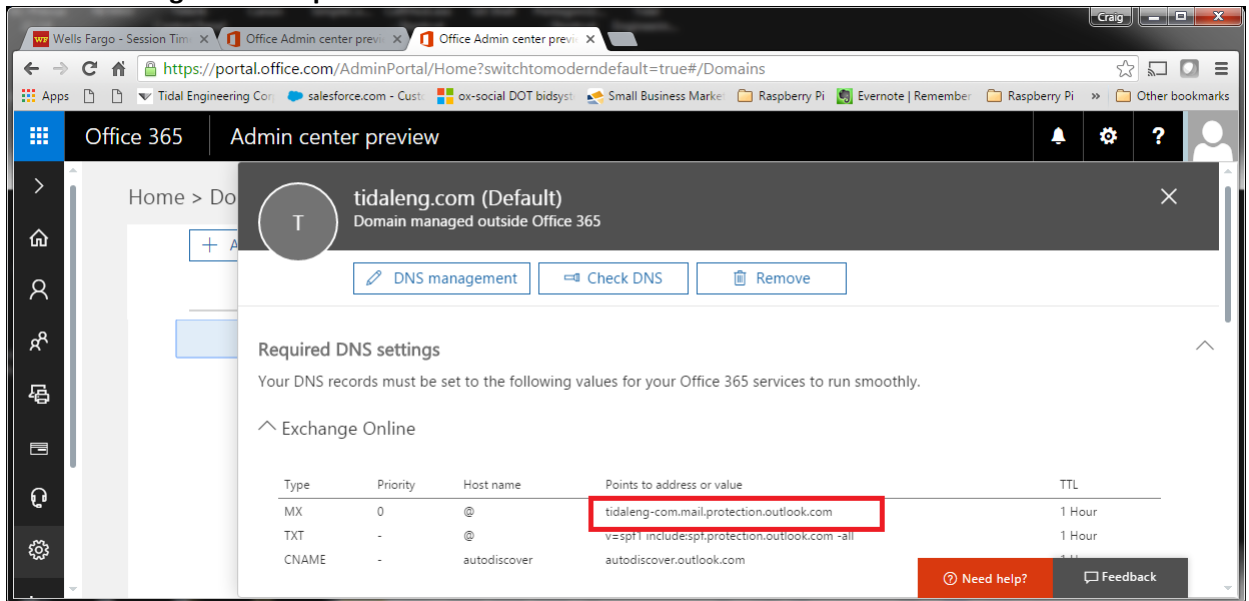 Craig
Wells Fargo - Session Tim
Office Admin center previ
Office Admin center previ
https://portal.office.com/AdminPortal/Home?switchtomoderndefault=true#/Domains
Apps
Tidal Engineering Cor
salesforce.com - Cust
ox-social DOT bidsyst
Small Business Market
Raspberry Pi
Evernote | Remember
Raspberry Pi
»
Other bookmarks
Office 365
Admin center preview
?
Home > Do
+ A
T
tidaleng.com (Default)
Domain managed outside Office 365
DNS management
Check DNS
Remove
Required DNS settings
Your DNS records must be set to the following values for your Office 365 services to run smoothly.
Exchange Online
Type Priority Host name Points to address or value TTL
MX 0 @ tidaleng-com.mail.protection.outlook.com 1 Hour
TXT - @ v=spf1 include:spf.protection.outlook.com -all 1 Hour
CNAME - autodiscover autodiscover.outlook.com
Need help?
Feedback